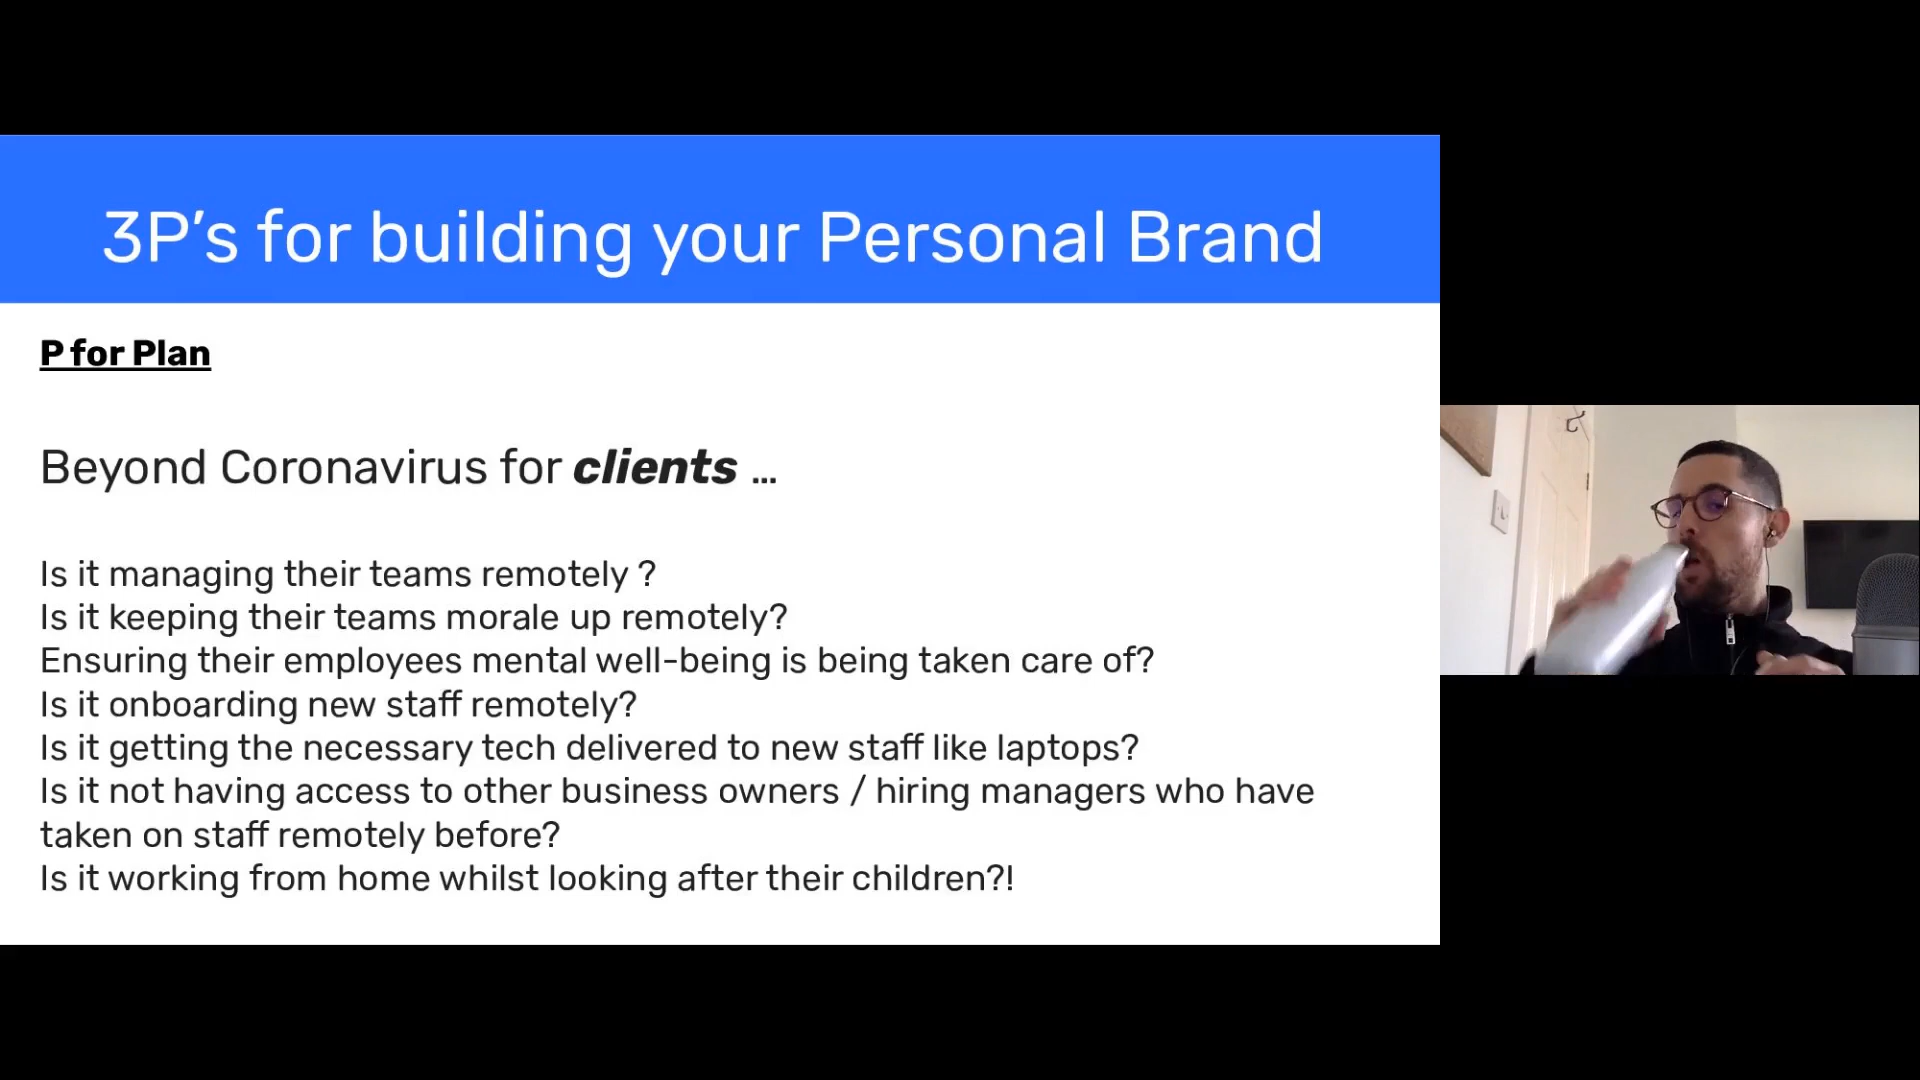 3P’s for building your Personal Brand
P for Plan
Beyond Coronavirus for clients ...
Is it managing their teams remotely ?
Is it keeping their teams morale up remotely?
Ensuring their employees mental well-being is being taken care of?
Is it onboarding new staff remotely?
Is it getting the necessary tech delivered to new staff like laptops?
Is it not having access to other business owners / hiring managers who have
taken on staff remotely before?
Is it working from home whilst looking after their children?!